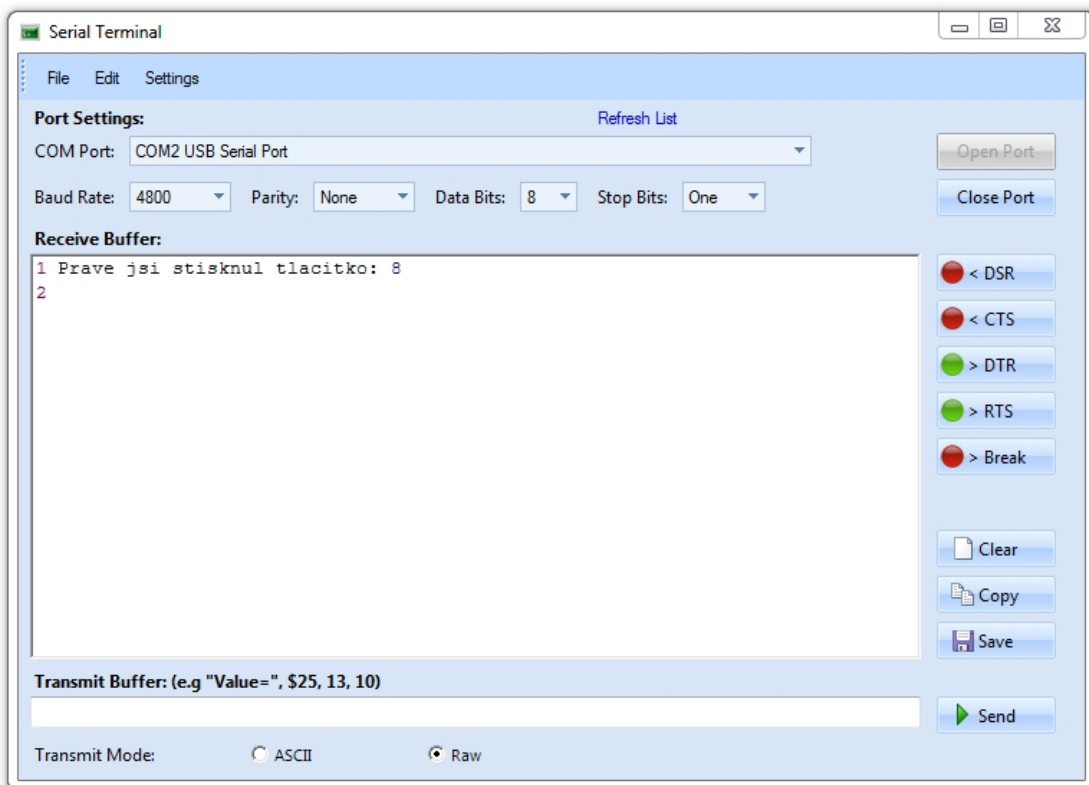 Serial Terminal
File Edit Settings
Port Settings: Refresh List
COM Port: COM2 USB Serial Port Open Port
Baud Rate: 4800 Parity: None Data Bits: 8 Stop Bits: One Close Port
Receive Buffer:
1 Prave jsi stisknul tlacitko: 8
2
< DSR
< CTS
> DTR
> RTS
> Break
Clear
Copy
Save
Transmit Buffer: (e.g "Value=", $25, 13, 10)
Send
Transmit Mode: ASCII Raw